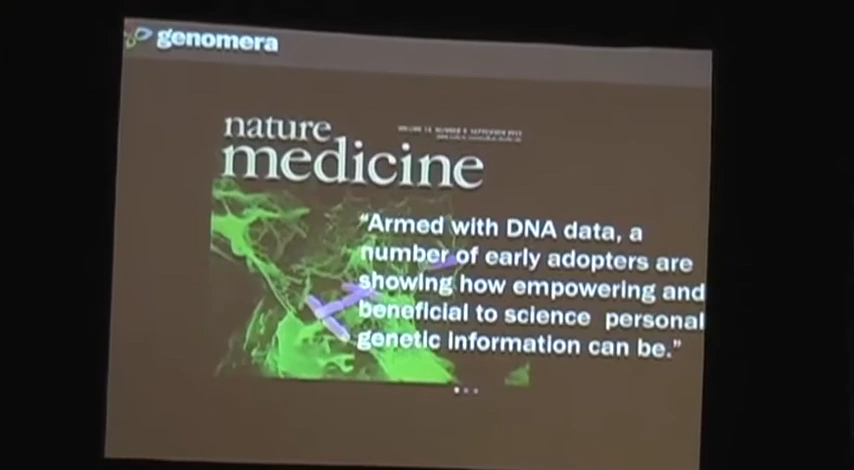 genomera
nature
medicine
“Armed with DNA data, a
number of early adopters are
showing how empowering and
beneficial to science personal
genetic information can be.”